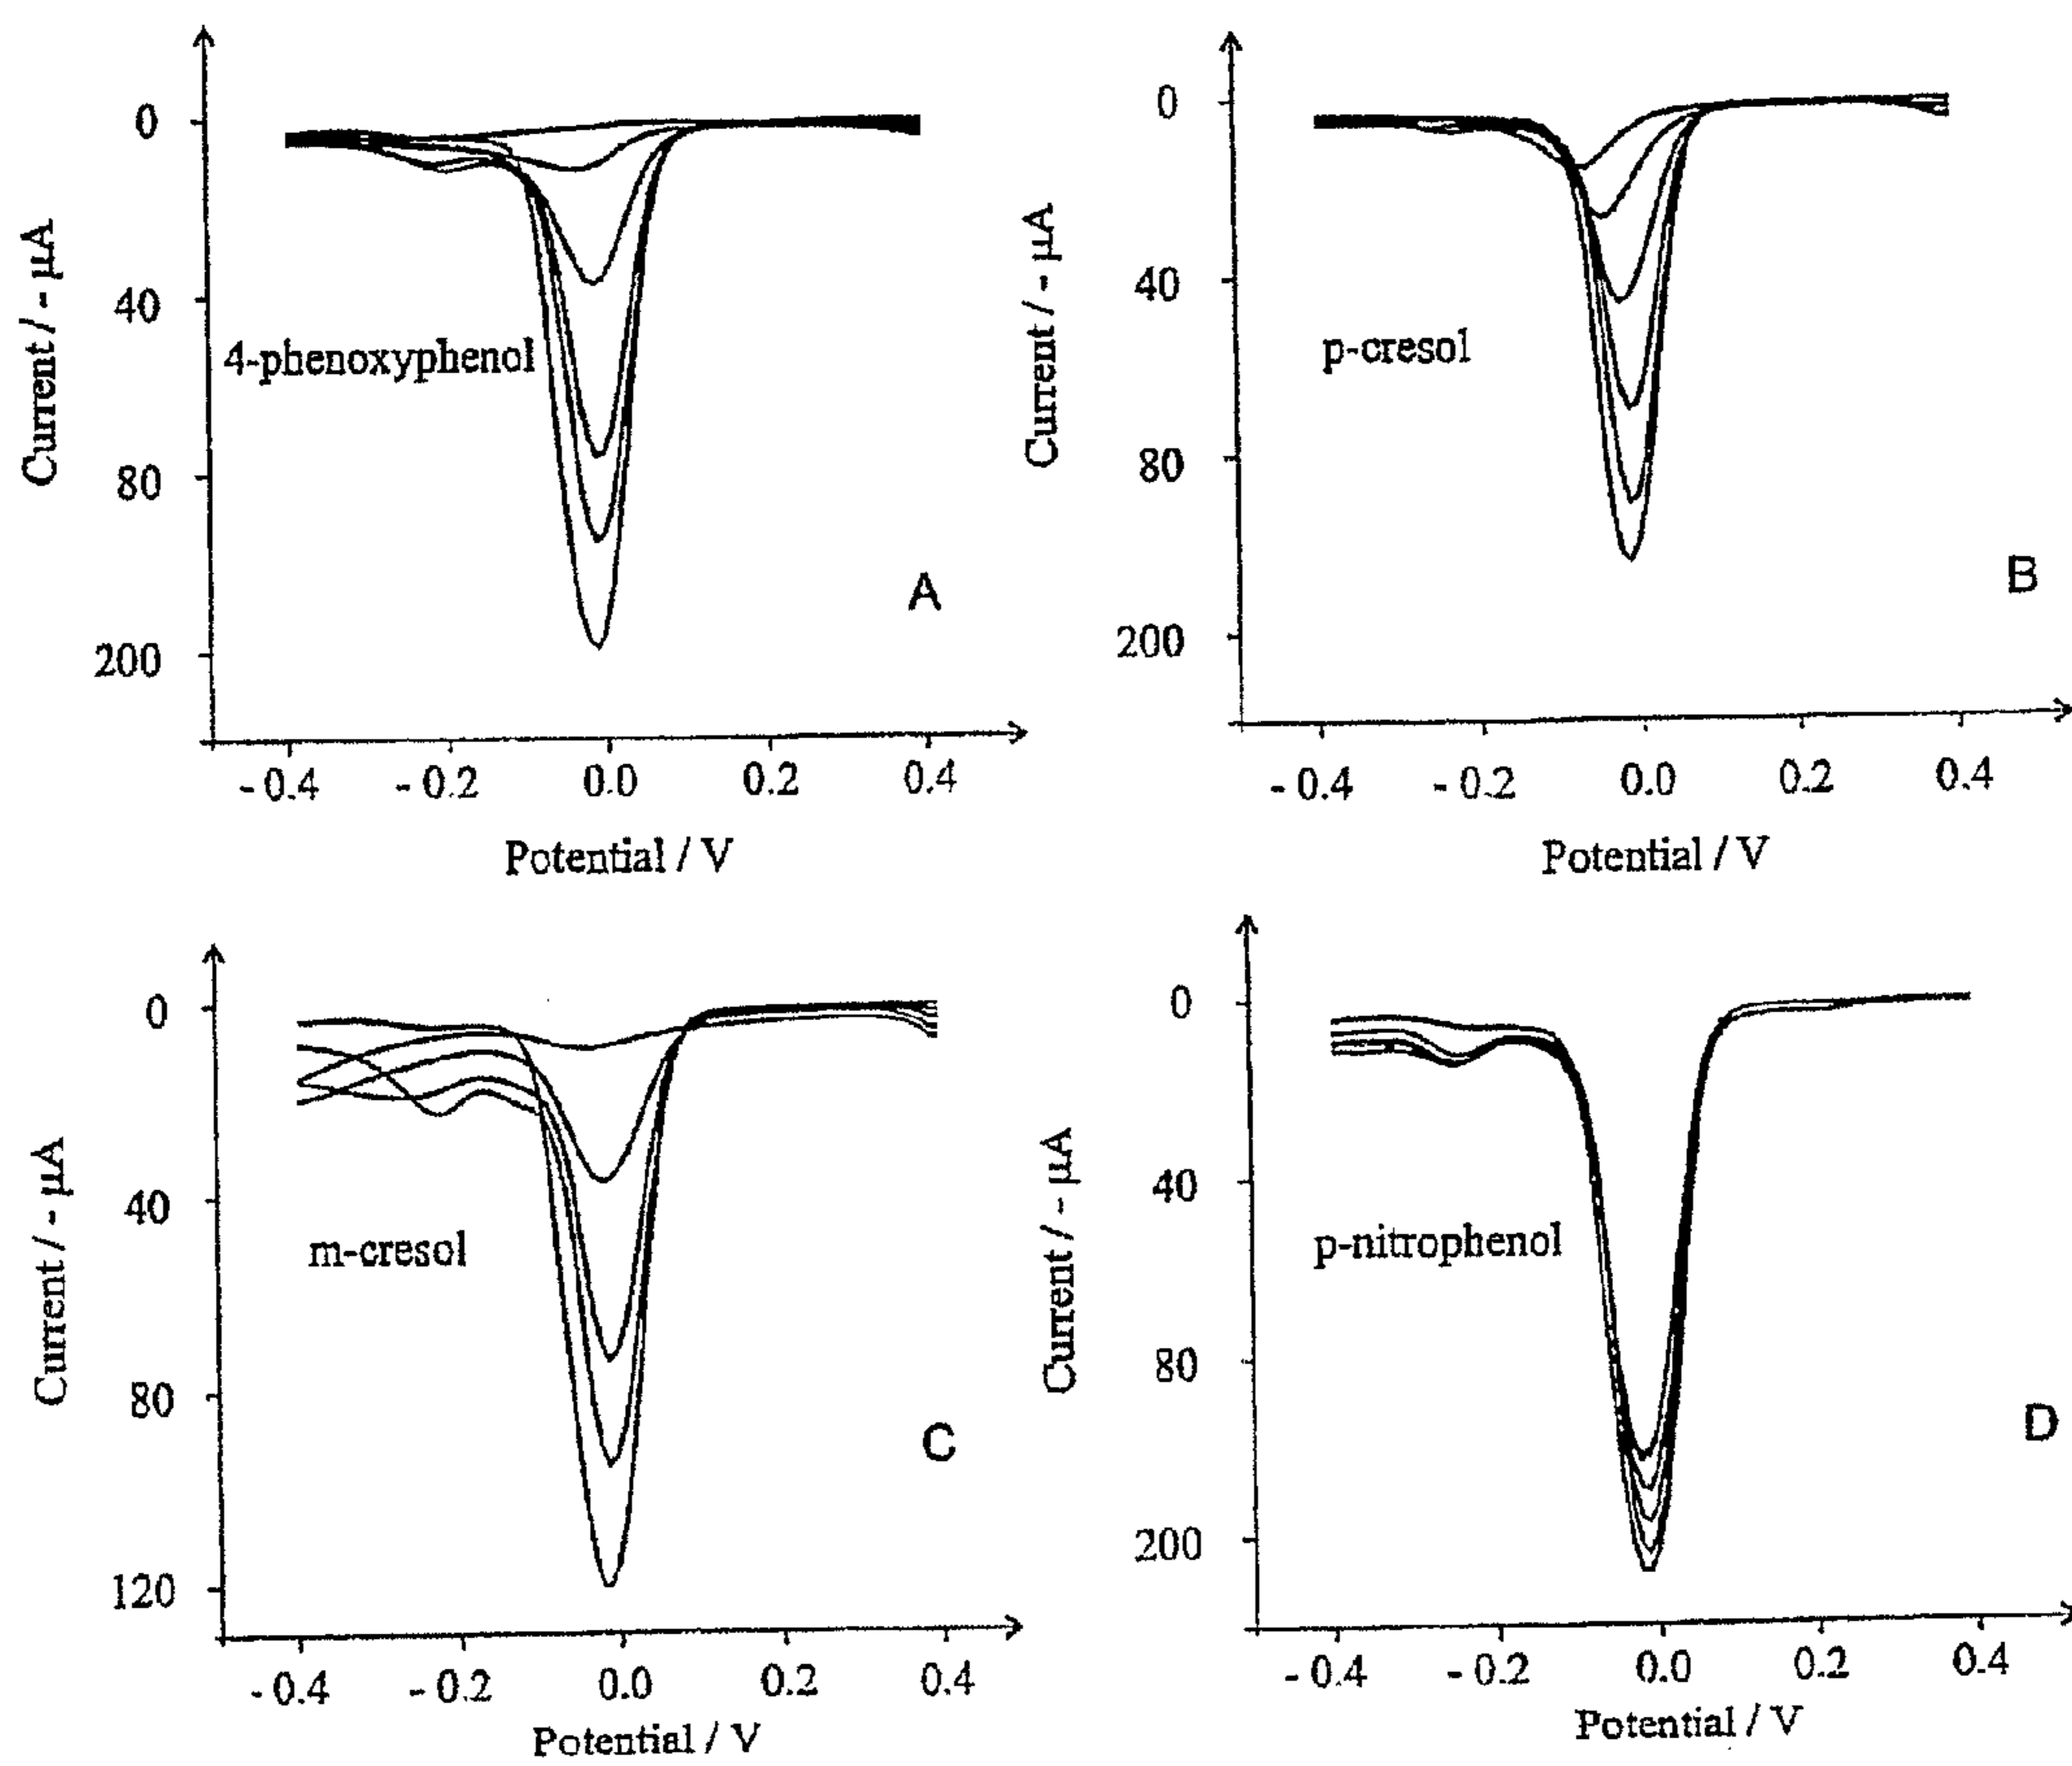 0
40
80
200
Current / - µA
4-phenoxyphenol
A
- 0.4 - 0.2 0.0 0.2 0.4
Potential / V
0
40
80
200
Current / - µA
p-cresol
B
- 0.4 - 0.2 0.0 0.2 0.4
Potential / V
0
40
80
120
Current / - µA
m-cresol
C
- 0.4 - 0.2 0.0 0.2 0.4
Potential / V
0
40
80
200
Current / - µA
p-nitrophenol
D
- 0.4 - 0.2 0.0 0.2 0.4
Potential / V